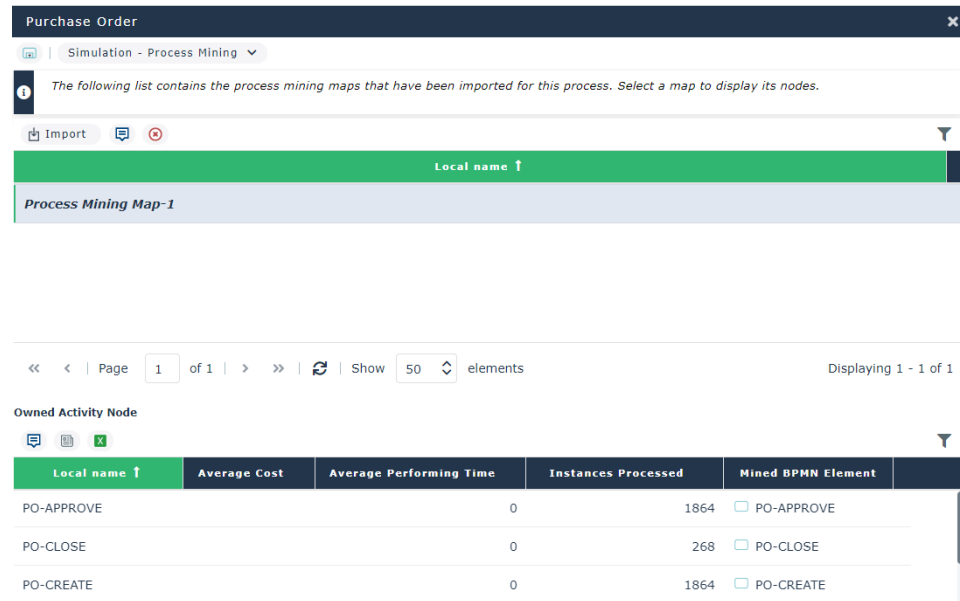 Purchase Order
Simulation - Process Mining
The following list contains the process mining maps that have been imported for this process. Select a map to display its nodes.
Import
Local name ↑
Process Mining Map-1
Page 1 of 1 Show 50 elements Displaying 1 - 1 of 1
Owned Activity Node
Local name ↑ Average Cost Average Performing Time Instances Processed Mined BPMN Element
PO-APPROVE 0 1864 PO-APPROVE
PO-CLOSE 0 268 PO-CLOSE
PO-CREATE 0 1864 PO-CREATE